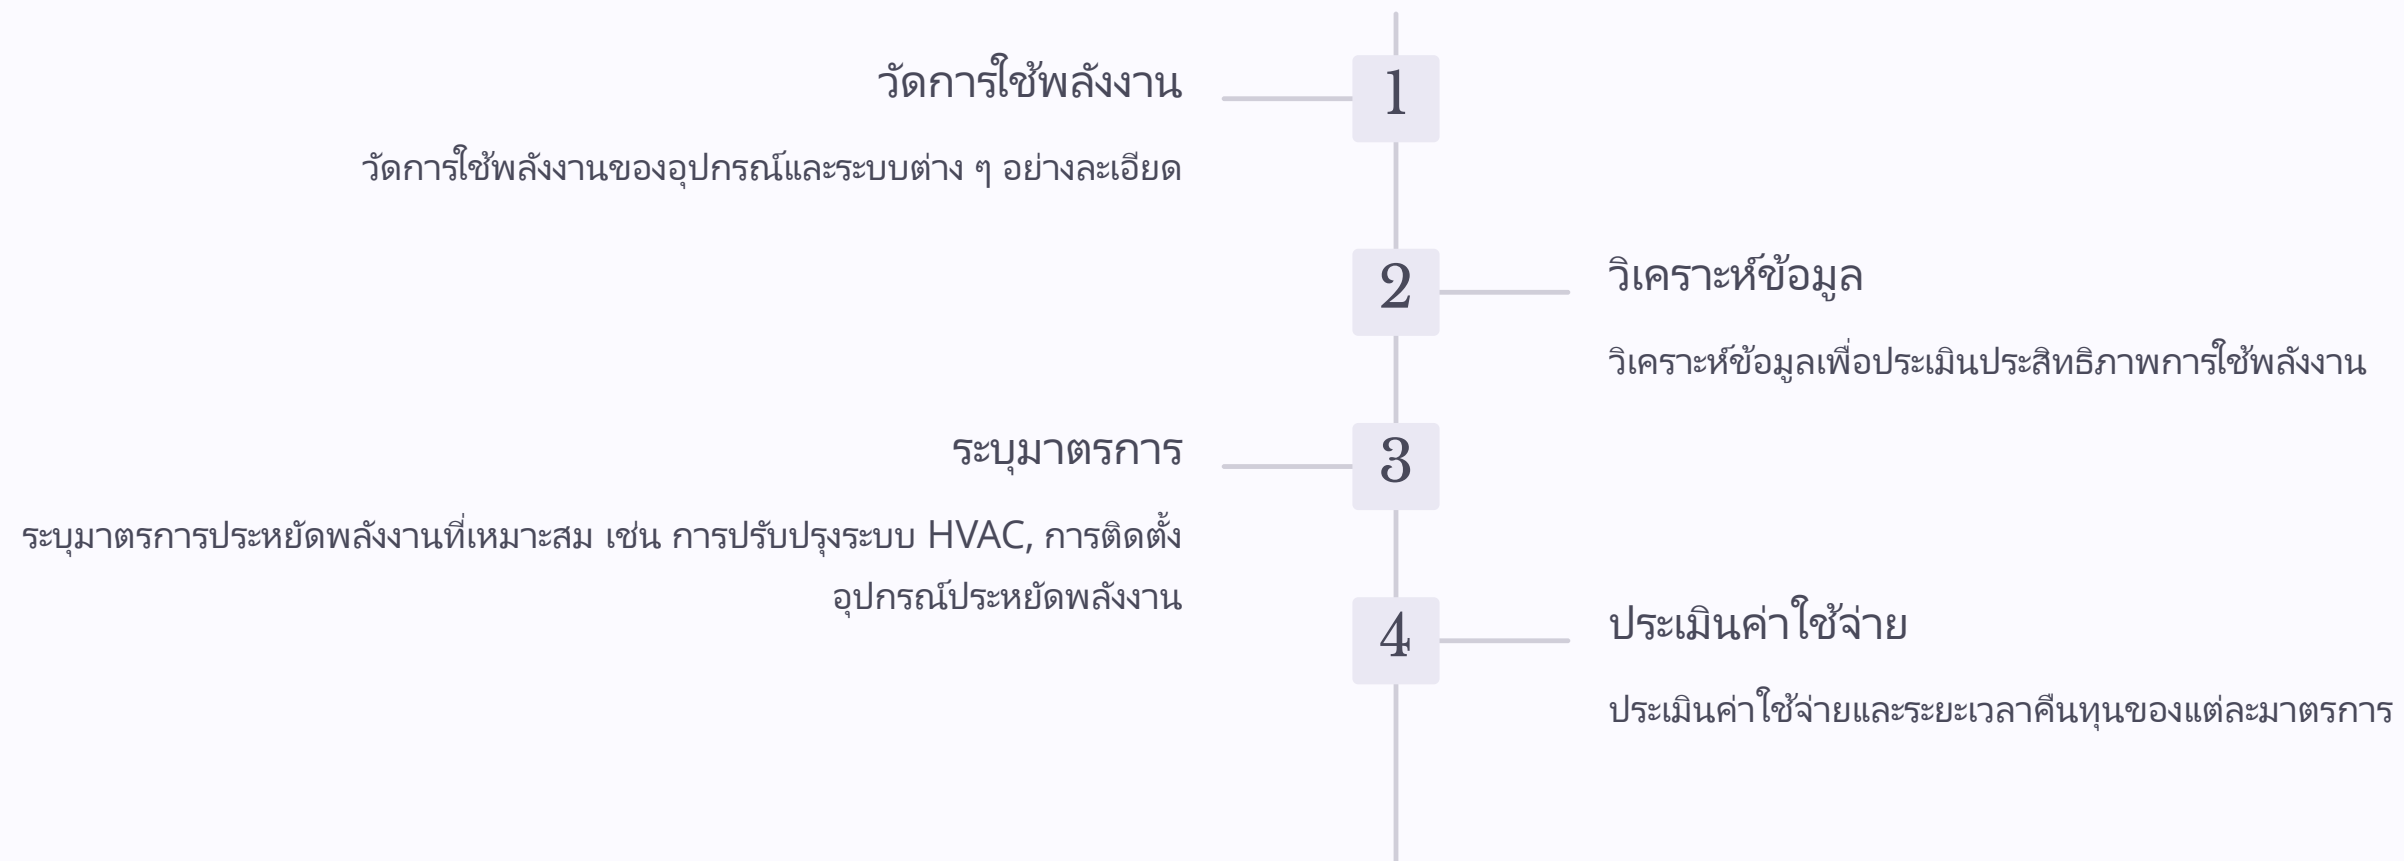 วัดการใช้พลังงาน
1
วัดการใช้พลังงานของอุปกรณ์และระบบต่าง ๆ อย่างละเอียด
2
วิเคราะห์ข้อมูล
วิเคราะห์ข้อมูลเพื่อประเมินประสิทธิภาพการใช้พลังงาน
ระบุมาตรการ
3
ระบุมาตรการประหยัดพลังงานที่เหมาะสม เช่น การปรับปรุงระบบ HVAC, การติดตั้ง
อุปกรณ์ประหยัดพลังงาน
4
ประเมินค่าใช้จ่าย
ประเมินค่าใช้จ่ายและระยะเวลาคืนทุนของแต่ละมาตรการ